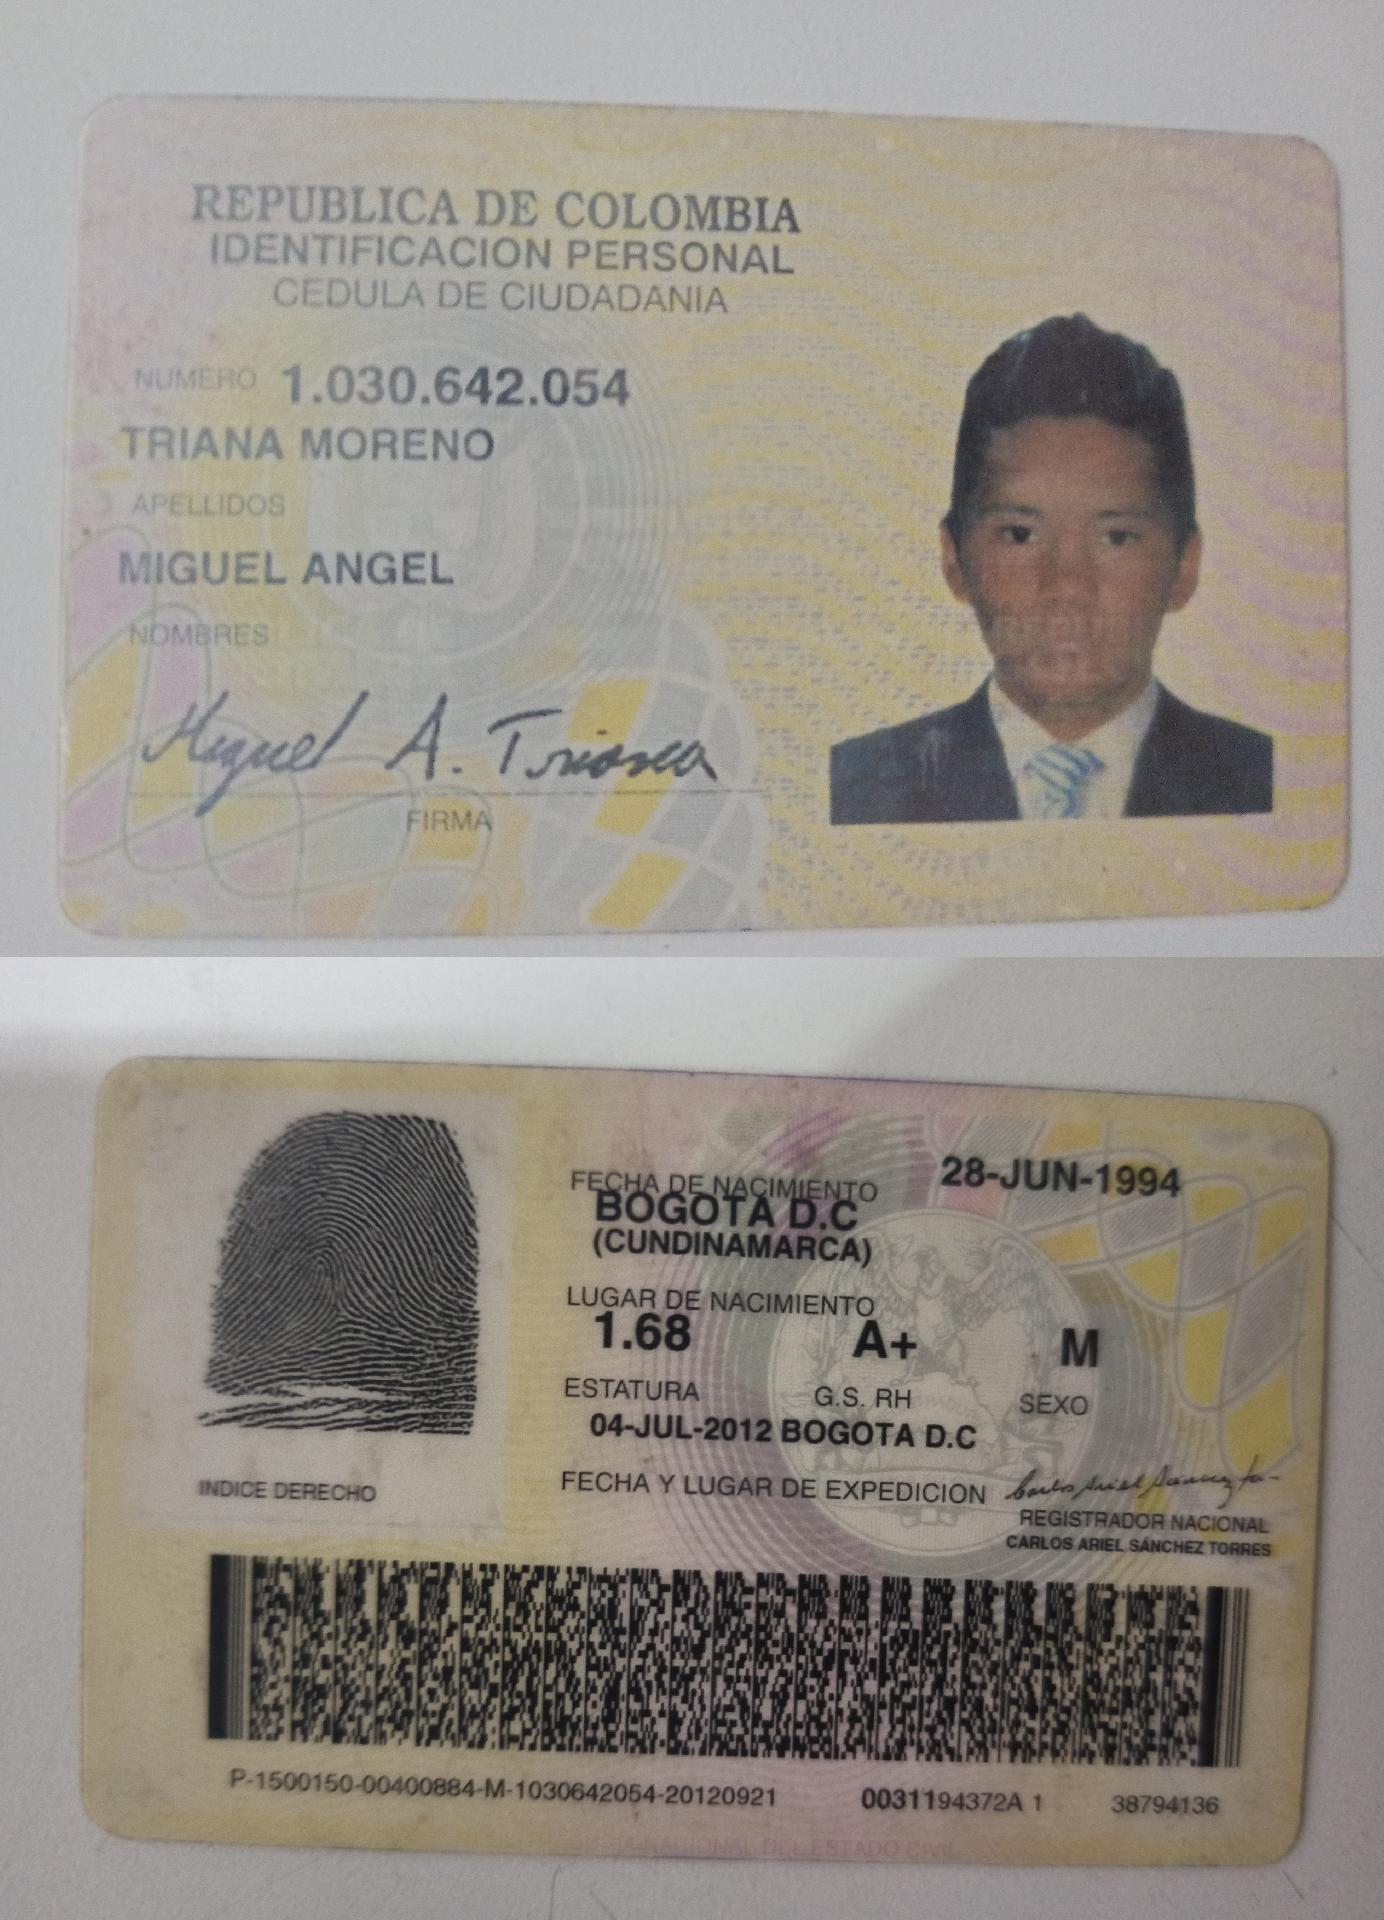 REPUBLICA DE COLOMBIA
IDENTIFICACION PERSONAL
CEDULA DE CIUDADANIA
NUMERO 1.030.642.054
TRIANA MORENO
APELLIDOS
MIGUEL ANGEL
NOMBRES
Miguel A. Triana
FIRMA
FECHA DE NACIMIENTO 28-JUN-1994
BOGOTA D.C
(CUNDINAMARCA)
LUGAR DE NACIMIENTO
1.68 A+ M
ESTATURA G.S. RH SEXO
04-JUL-2012 BOGOTA D.C
FECHA Y LUGAR DE EXPEDICION
INDICE DERECHO
Carlos Ariel Sánchez
REGISTRADOR NACIONAL
CARLOS ARIEL SÁNCHEZ TORRES
P-1500150-00400884-M-1030642054-20120921 0031194372A 1 38794136
NACIONAL DEL ESTADO CIVIL